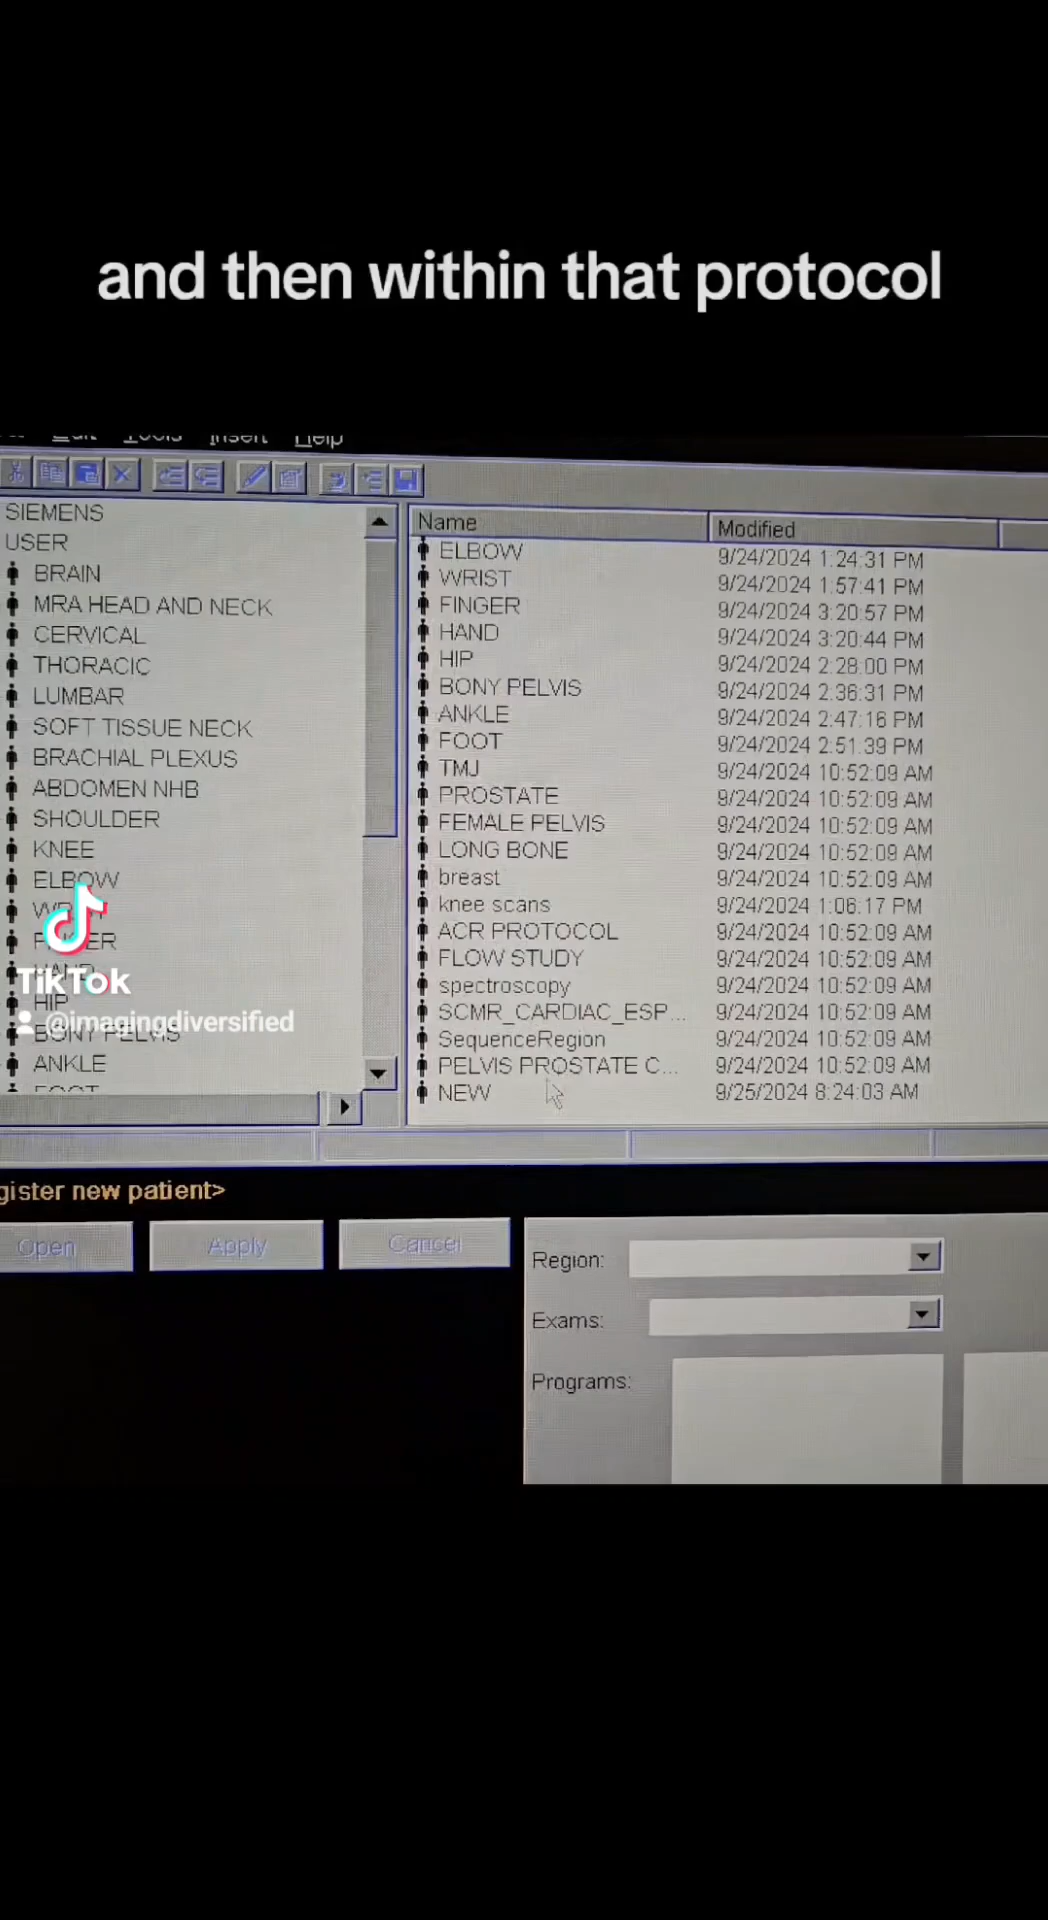 and then within that protocol
Edit Tools Insert Help
SIEMENS
USER
BRAIN
MRA HEAD AND NECK
CERVICAL
THORACIC
LUMBAR
SOFT TISSUE NECK
BRACHIAL PLEXUS
ABDOMEN NHB
SHOULDER
KNEE
ELBOW
WRIST
FINGER
HAND
HIP
BONY PELVIS
ANKLE
FOOT
TikTok
@imagingdiversified
Name Modified
ELBOW 9/24/2024 1:24:31 PM
WRIST 9/24/2024 1:57:41 PM
FINGER 9/24/2024 3:20:57 PM
HAND 9/24/2024 3:20:44 PM
HIP 9/24/2024 2:28:00 PM
BONY PELVIS 9/24/2024 2:36:31 PM
ANKLE 9/24/2024 2:47:16 PM
FOOT 9/24/2024 2:51:39 PM
TMJ 9/24/2024 10:52:09 AM
PROSTATE 9/24/2024 10:52:09 AM
FEMALE PELVIS 9/24/2024 10:52:09 AM
LONG BONE 9/24/2024 10:52:09 AM
breast 9/24/2024 10:52:09 AM
knee scans 9/24/2024 1:06:17 PM
ACR PROTOCOL 9/24/2024 10:52:09 AM
FLOW STUDY 9/24/2024 10:52:09 AM
spectroscopy 9/24/2024 10:52:09 AM
SCMR_CARDIAC_ESP... 9/24/2024 10:52:09 AM
SequenceRegion 9/24/2024 10:52:09 AM
PELVIS PROSTATE C... 9/24/2024 10:52:09 AM
NEW 9/25/2024 8:24:03 AM
gister new patient>
Open Apply Cancel
Region:
Exams:
Programs: